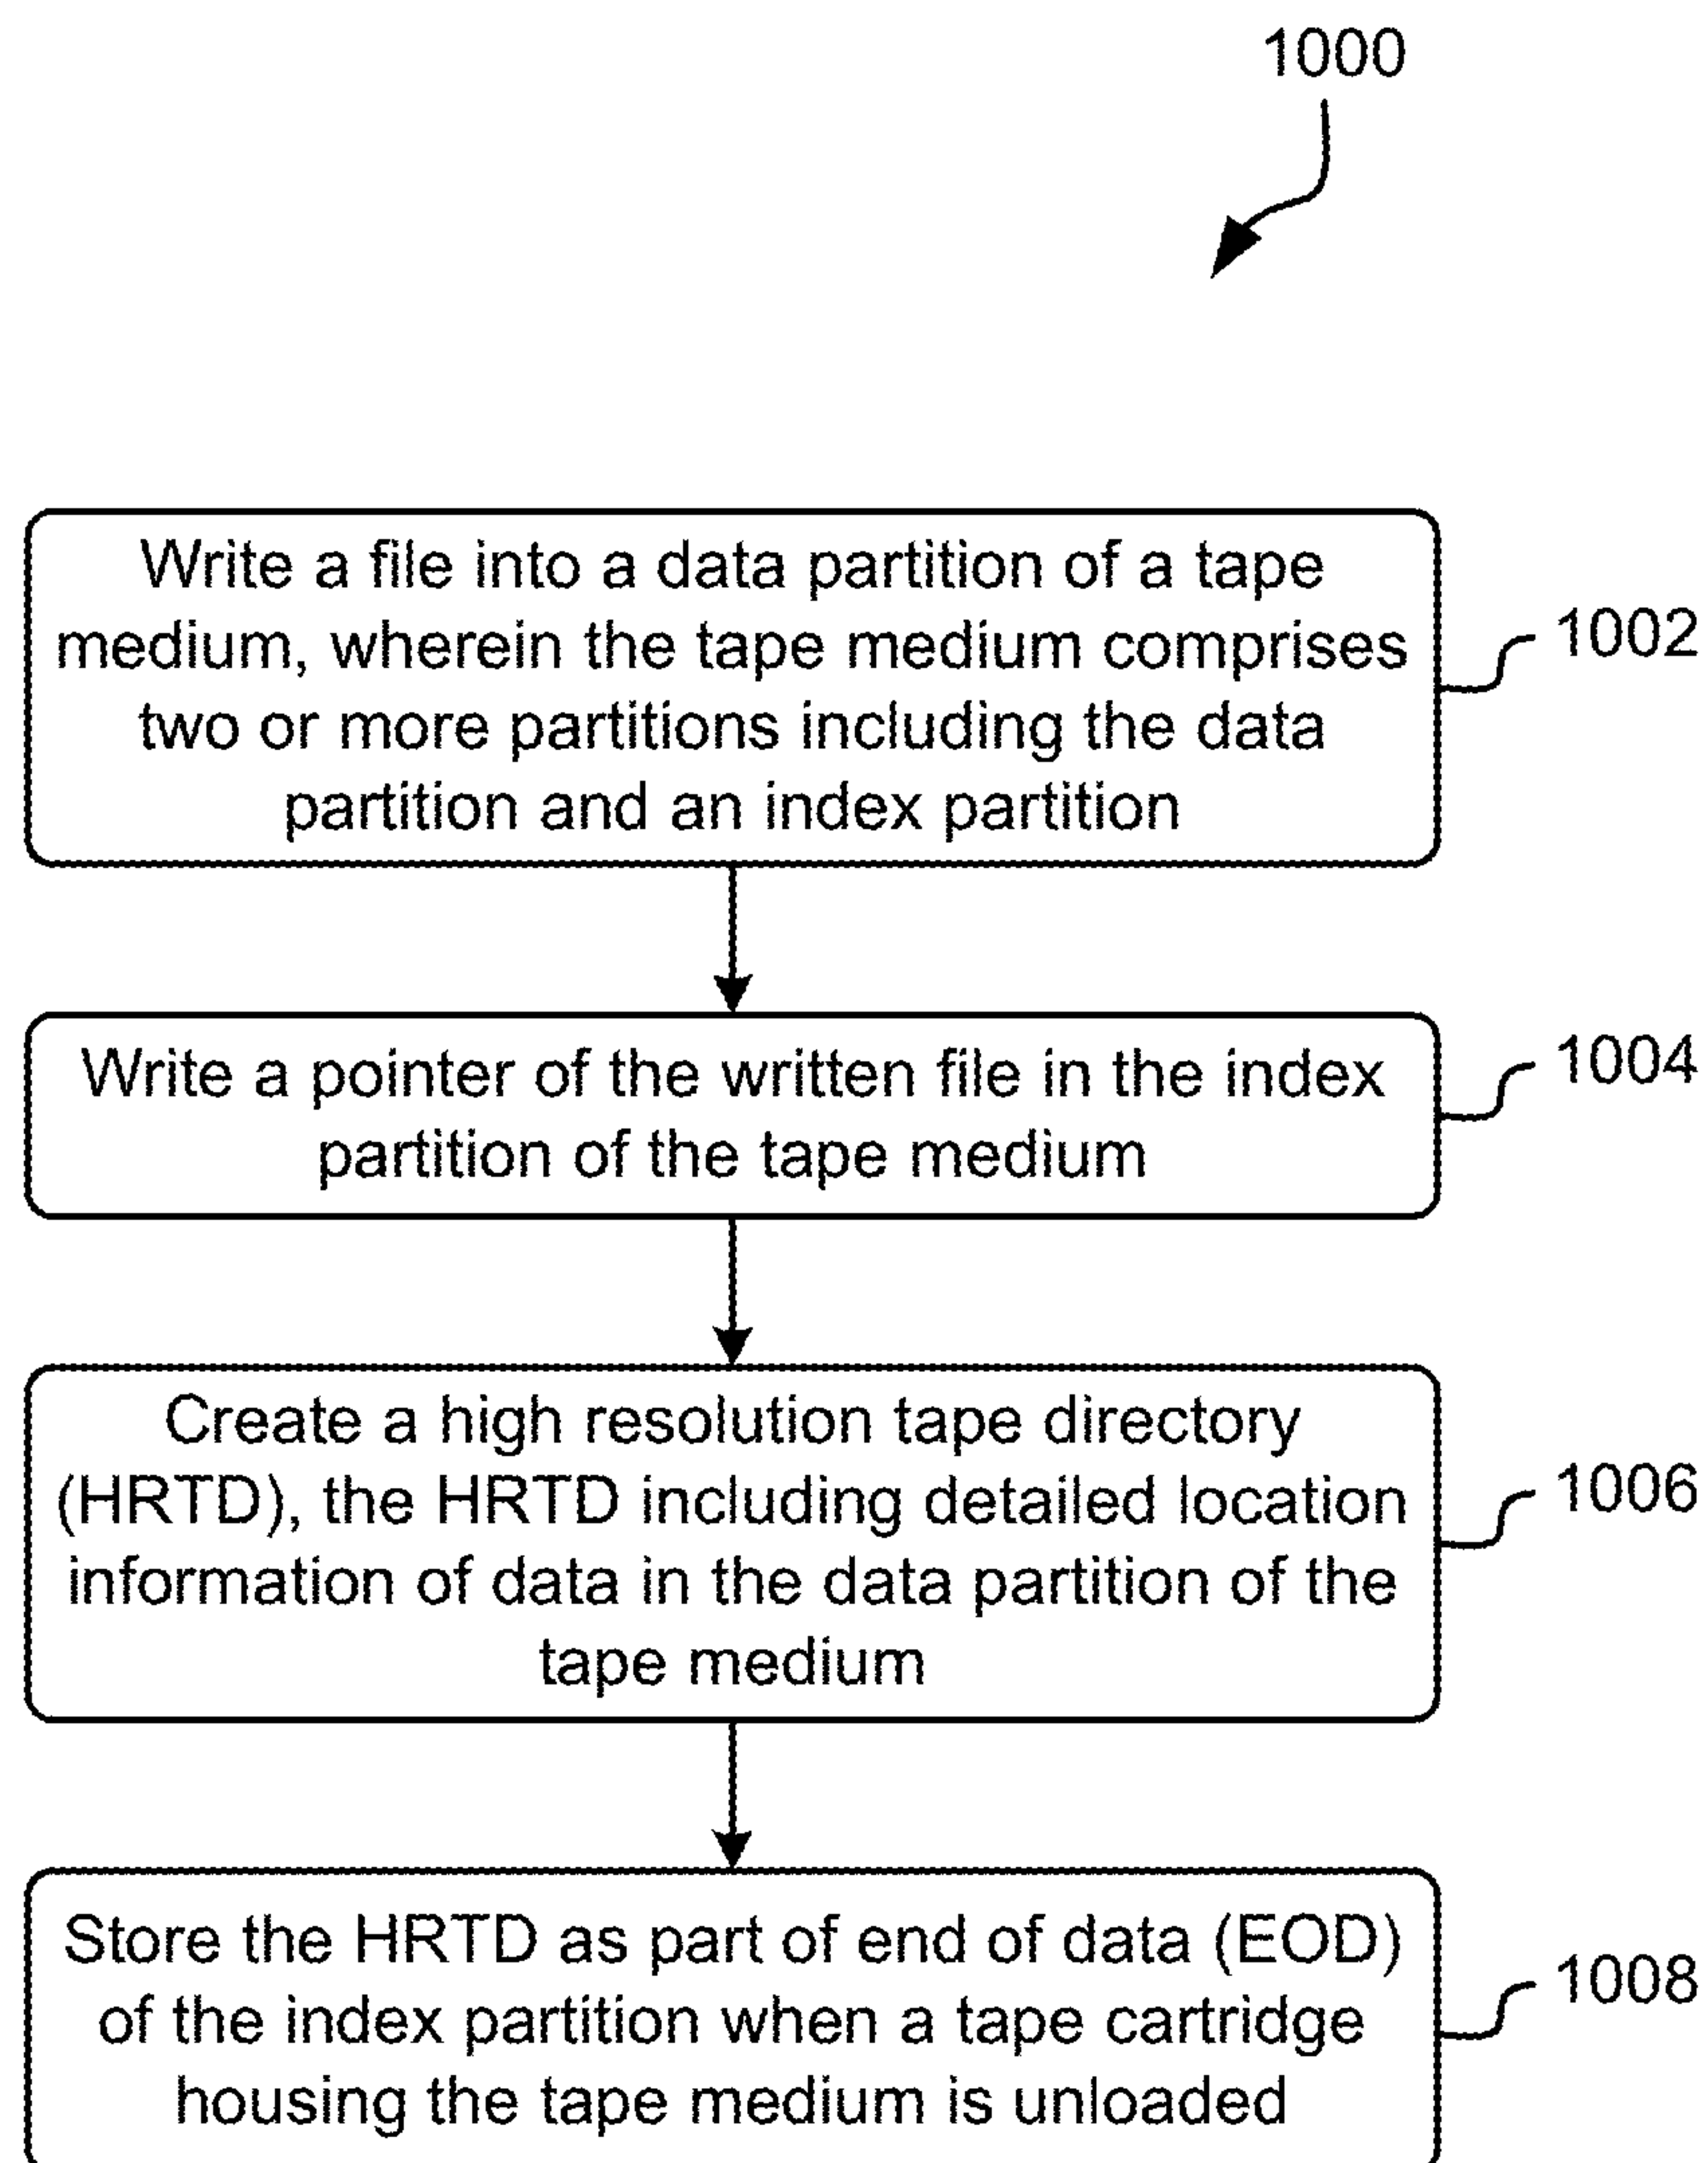 1000
Write a file into a data partition of a tape
medium, wherein the tape medium comprises
two or more partitions including the data
partition and an index partition
1002
Write a pointer of the written file in the index
partition of the tape medium
1004
Create a high resolution tape directory
(HRTD), the HRTD including detailed location
information of data in the data partition of the
tape medium
1006
Store the HRTD as part of end of data (EOD)
of the index partition when a tape cartridge
housing the tape medium is unloaded
1008